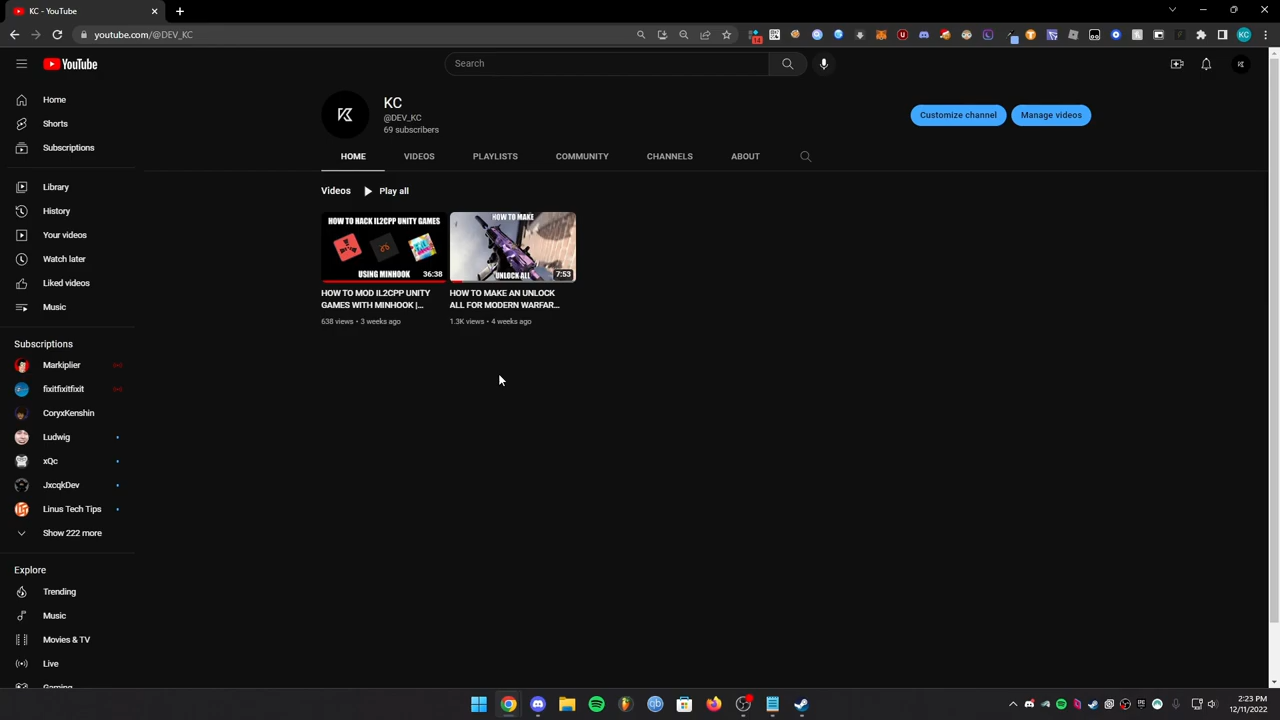 KC - YouTube
youtube.com/@DEV_KC
14
KC
YouTube
Search
Home
Shorts
Subscriptions
Library
History
Your videos
Watch later
Liked videos
Music
Subscriptions
Markiplier
fixitfixitfixit
CoryxKenshin
Ludwig
xQc
JxcqkDev
Linus Tech Tips
Show 222 more
Explore
Trending
Music
Movies & TV
Live
Gaming
KC
@DEV_KC
69 subscribers
Customize channel
Manage videos
HOME
VIDEOS
PLAYLISTS
COMMUNITY
CHANNELS
ABOUT
Videos
Play all
HOW TO HACK IL2CPP UNITY GAMES
USING MINHOOK
36:38
HOW TO MOD IL2CPP UNITY
GAMES WITH MINHOOK |...
638 views • 3 weeks ago
HOW TO MAKE
UNLOCK ALL
7:53
HOW TO MAKE AN UNLOCK
ALL FOR MODERN WARFAR...
1.3K views • 4 weeks ago
2:23 PM
12/11/2022